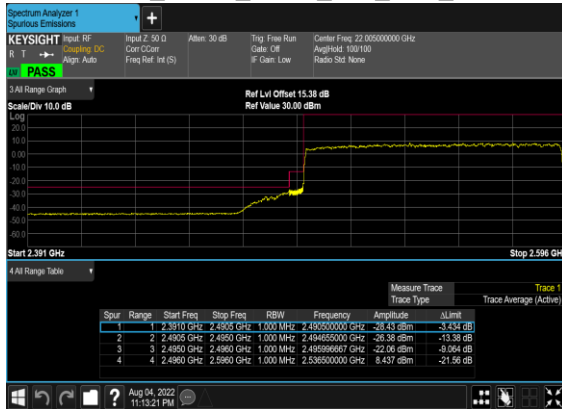 Spectrum Analyzer 1
Spurious Emissions
+
KEYSIGHT Input: RF Input Z: 50 Ω Atten: 30 dB Trig: Free Run Center Freq: 22.005000000 GHz
R T Coupling: DC Corr CCorr Gate: Off Avg|Hold: 100/100
Align: Auto Freq Ref: Int (S) IF Gain: Low Radio Std: None
PASS
3 All Range Graph
Ref Lvl Offset 15.38 dB
Scale/Div 10.0 dB Ref Value 30.00 dBm
Log
20.0
10.0
0.00
-10.0
-20.0
-30.0
-40.0
-50.0
-60.0
Start 2.391 GHz Stop 2.596 GH
4 All Range Table
Measure Trace Trace 1
Trace Type Trace Average (Active)
Spur Range Start Freq Stop Freq RBW Frequency Amplitude ΔLimit
1 1 2.3910 GHz 2.4905 GHz 1.000 MHz 2.490500000 GHz -28.43 dBm -3.434 dB
2 2 2.4905 GHz 2.4950 GHz 1.000 MHz 2.494655000 GHz -26.38 dBm -13.38 dB
3 3 2.4950 GHz 2.4960 GHz 1.000 MHz 2.495996667 GHz -22.06 dBm -9.064 dB
4 4 2.4960 GHz 2.5960 GHz 1.000 MHz 2.536500000 GHz 8.437 dBm -21.56 dB
?
Aug 04, 2022
11:13:21 PM